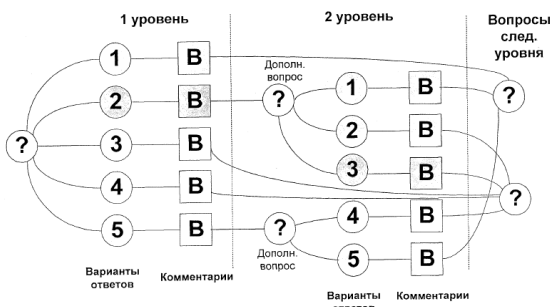 1 уровень
2 уровень
Вопросы
след.
уровня
Дополн.
вопрос
1 В
2 В
3 В
4 В
5 В
?
?
1 В
2 В
3 В
?
4 В
5 В
?
?
Дополн.
вопрос
Варианты
ответов
Комментарии
Варианты
ответов
Комментарии